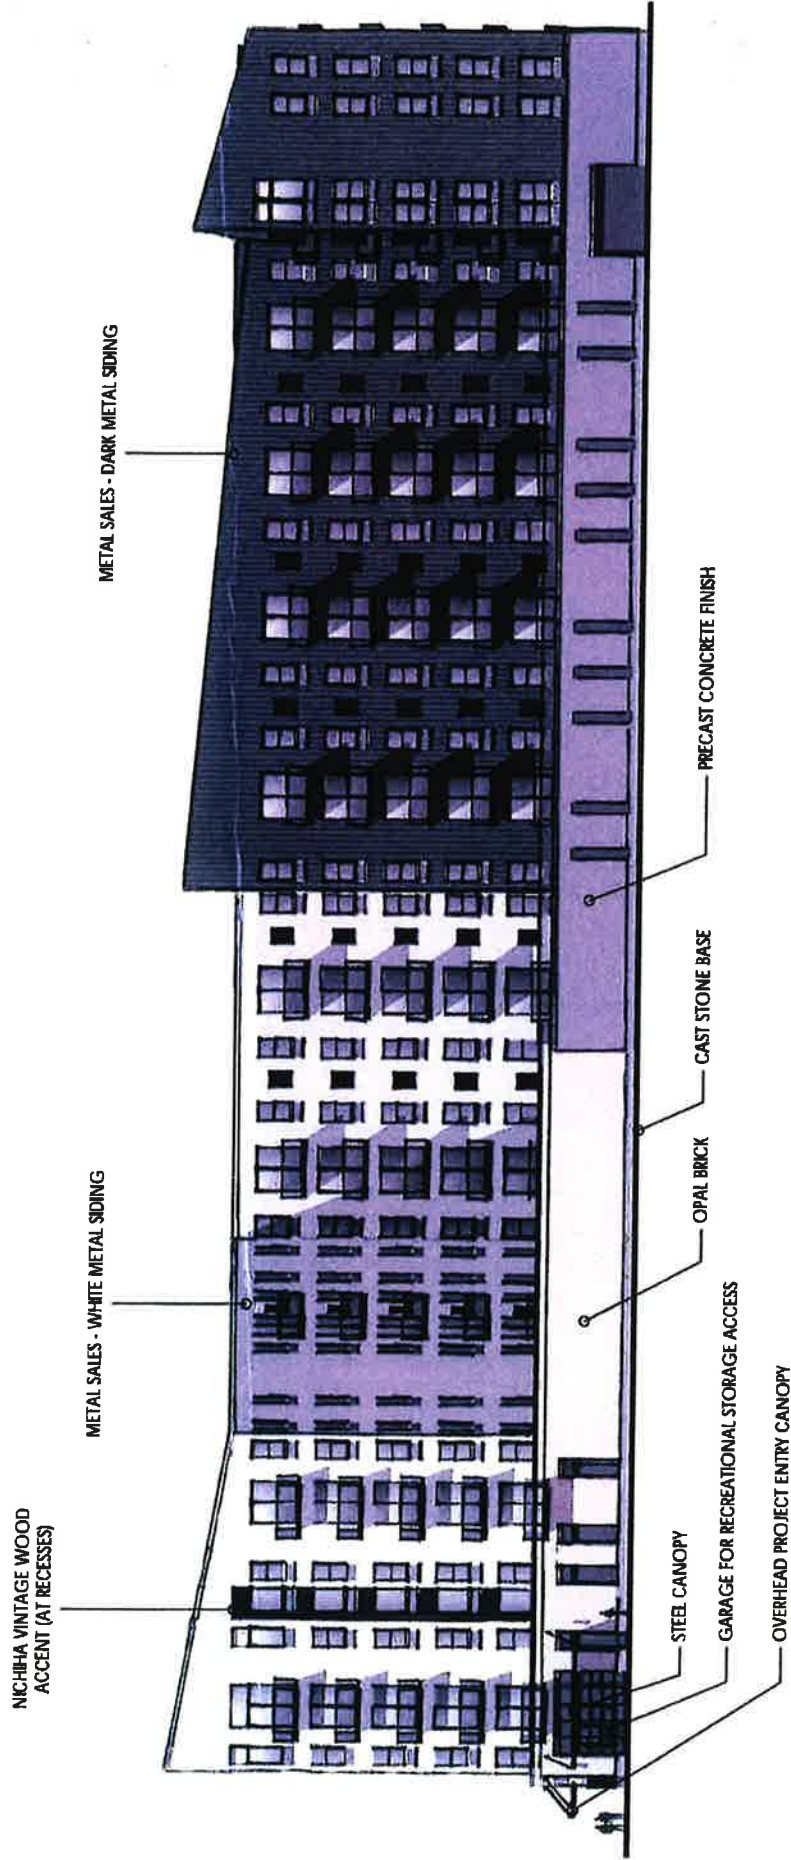 NICHIHA VINTAGE WOOD
ACCENT (AT RECESSES)
METAL SALES - WHITE METAL SIDING
METAL SALES - DARK METAL SIDING
STEEL CANOPY
GARAGE FOR RECREATIONAL STORAGE ACCESS
OVERHEAD PROJECT ENTRY CANOPY
OPAL BRICK
CAST STONE BASE
PRECAST CONCRETE FINISH